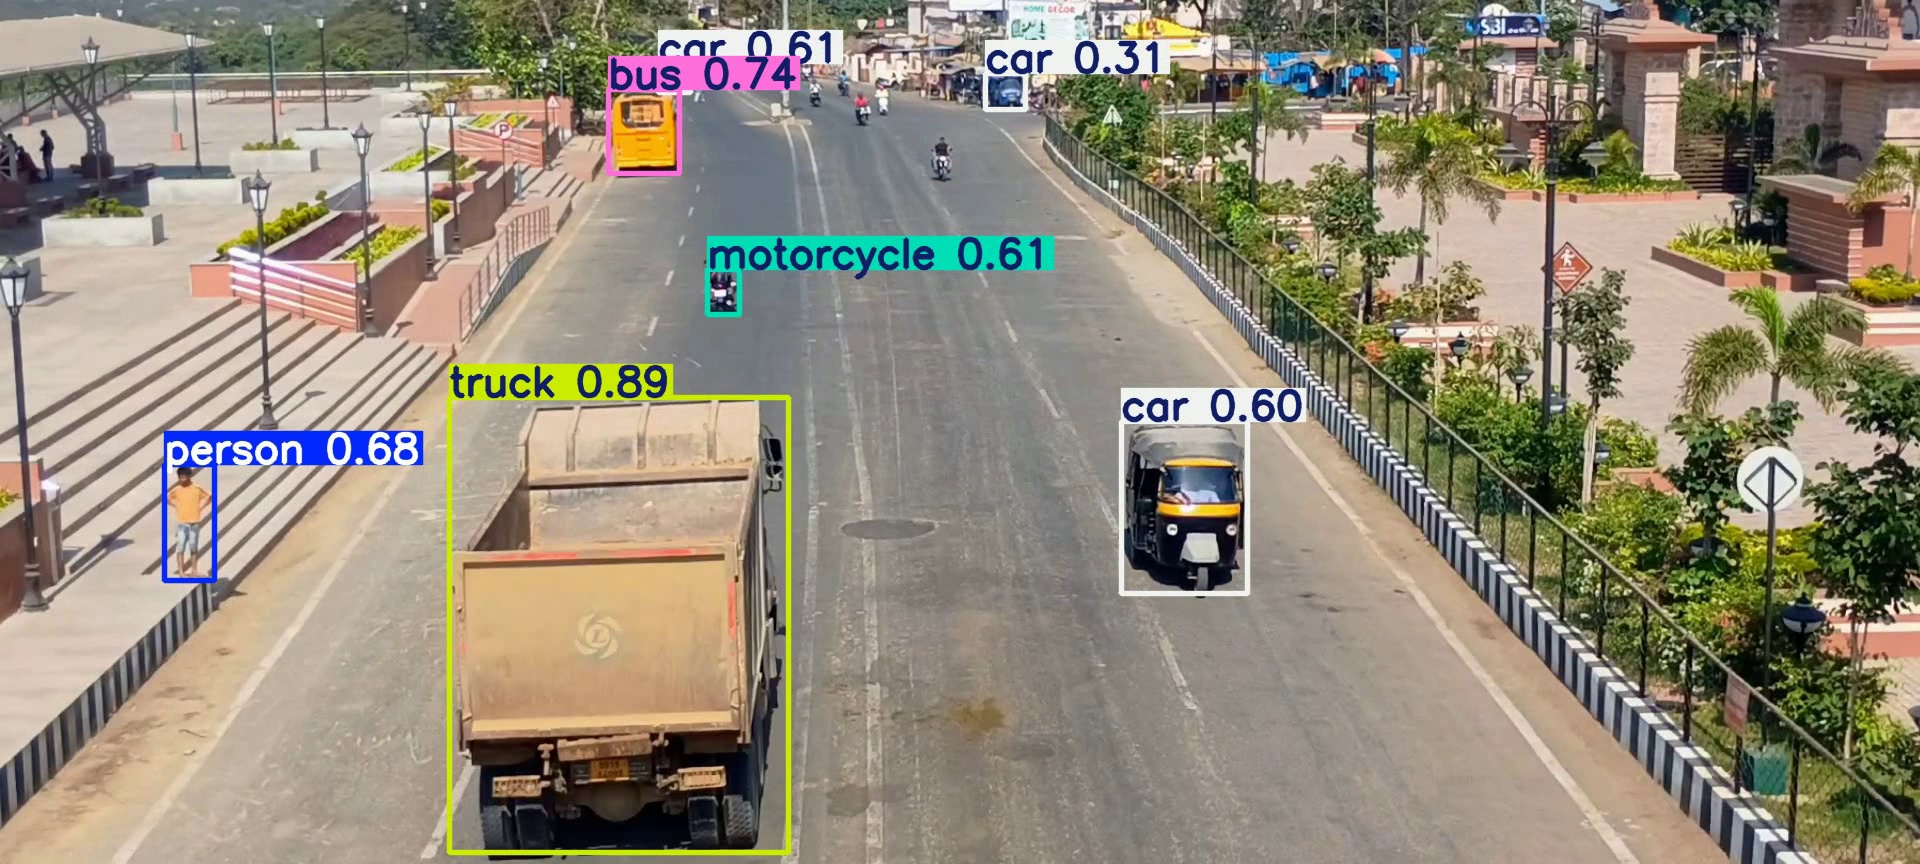 HOME DECOR
SBI
car 0.61
car 0.31
bus 0.74
P
motorcycle 0.61
truck 0.89
car 0.60
person 0.68